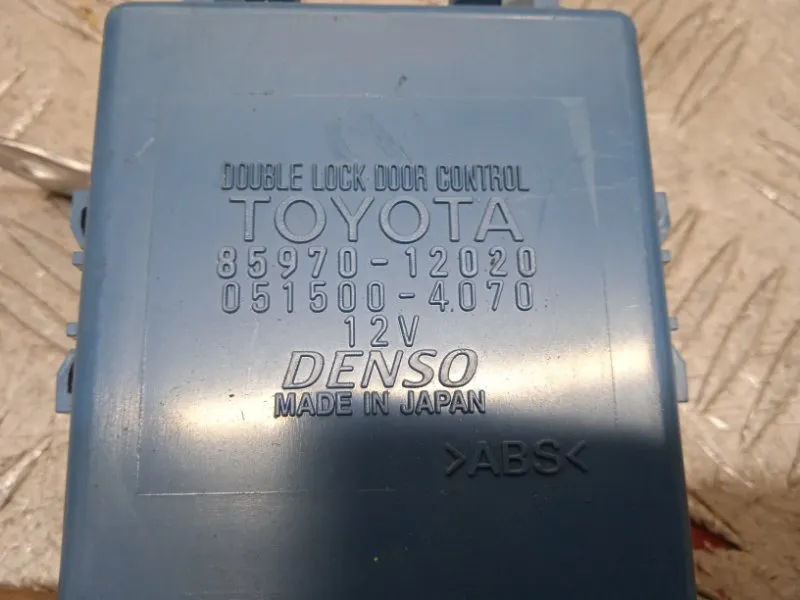 DOUBLE LOCK DOOR CONTROL
TOYOTA
85970-12020
051500-4070
12V
DENSO
MADE IN JAPAN
>ABS<